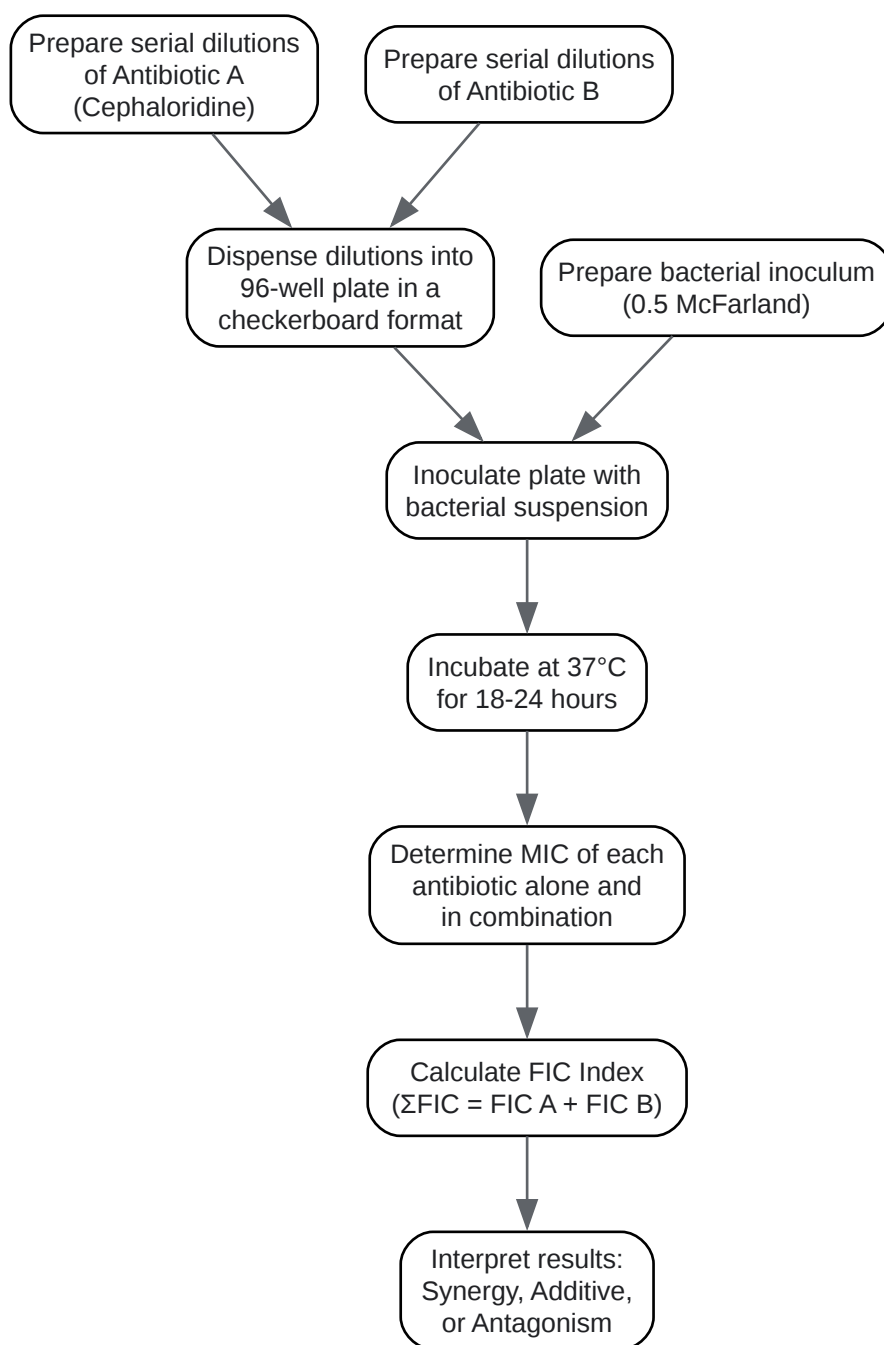 Prepare serial dilutions
of Antibiotic A
(Cephaloridine)
Prepare serial dilutions
of Antibiotic B
Dispense dilutions into
96-well plate in a
checkerboard format
Prepare bacterial inoculum
(0.5 McFarland)
Inoculate plate with
bacterial suspension
Incubate at 37°C
for 18-24 hours
Determine MIC of each
antibiotic alone and
in combination
Calculate FIC Index
(ΣFIC = FIC A + FIC B)
Interpret results:
Synergy, Additive,
or Antagonism